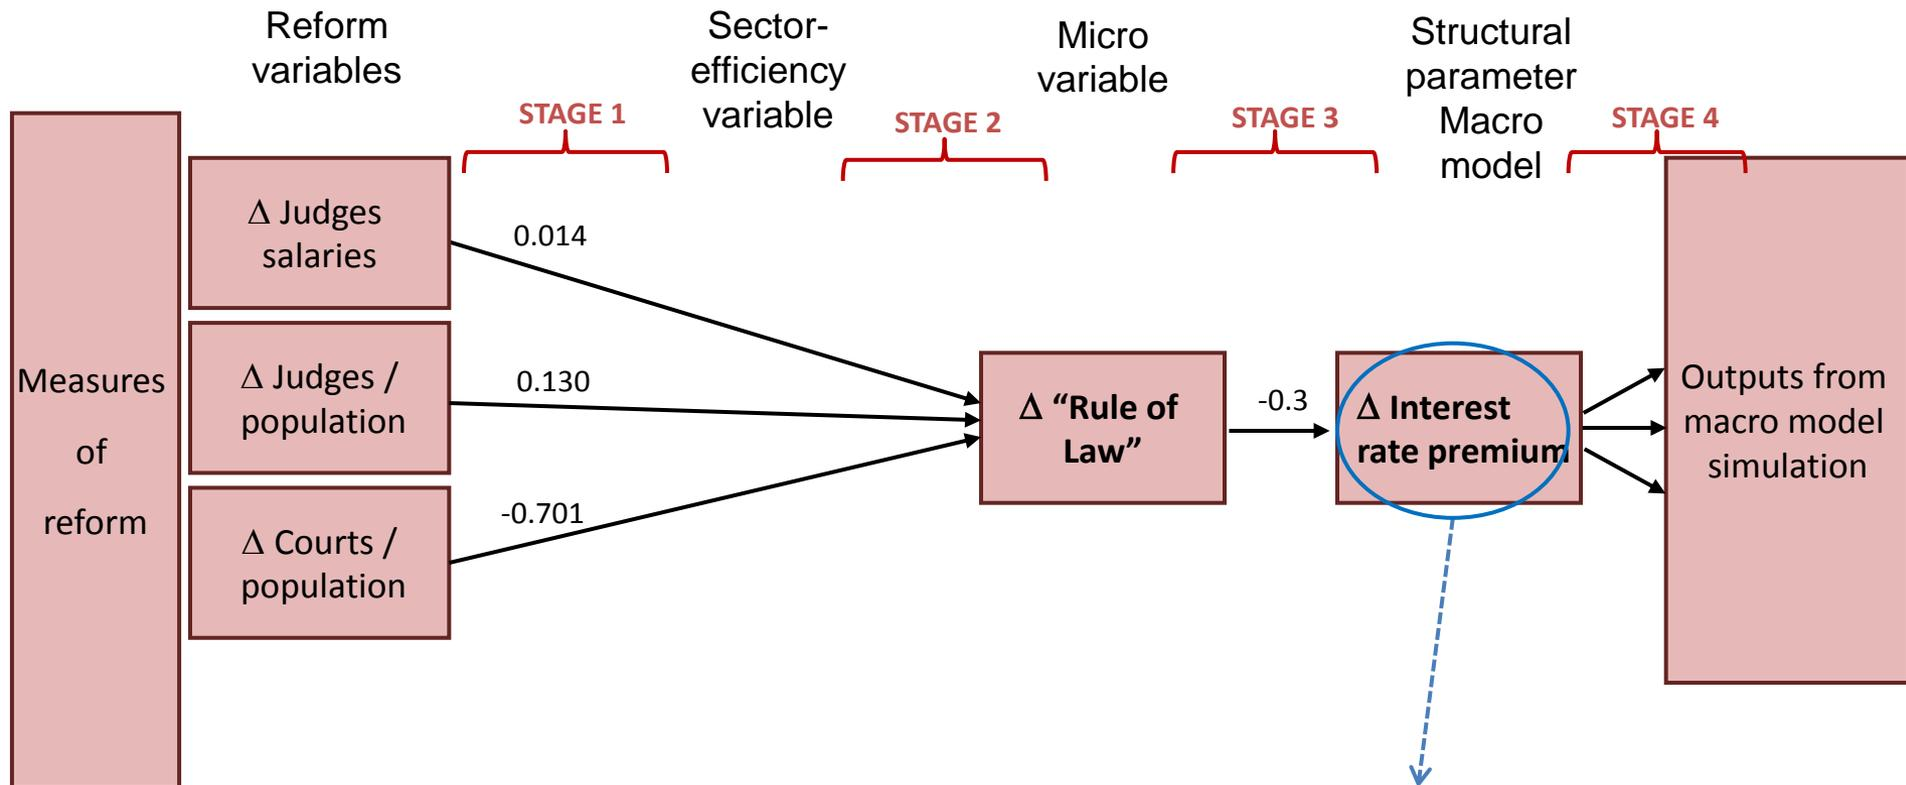 Reform
variables
Sector-
efficiency
variable
Micro
variable
Structural
parameter
Macro
model
STAGE 1
STAGE 2
STAGE 3
STAGE 4
Measures
of
reform
Δ Judges
salaries
Δ Judges /
population
Δ Courts /
population
0.014
0.130
-0.701
Δ “Rule of
Law”
-0.3
Δ Interest
rate premium
Outputs from
macro model
simulation